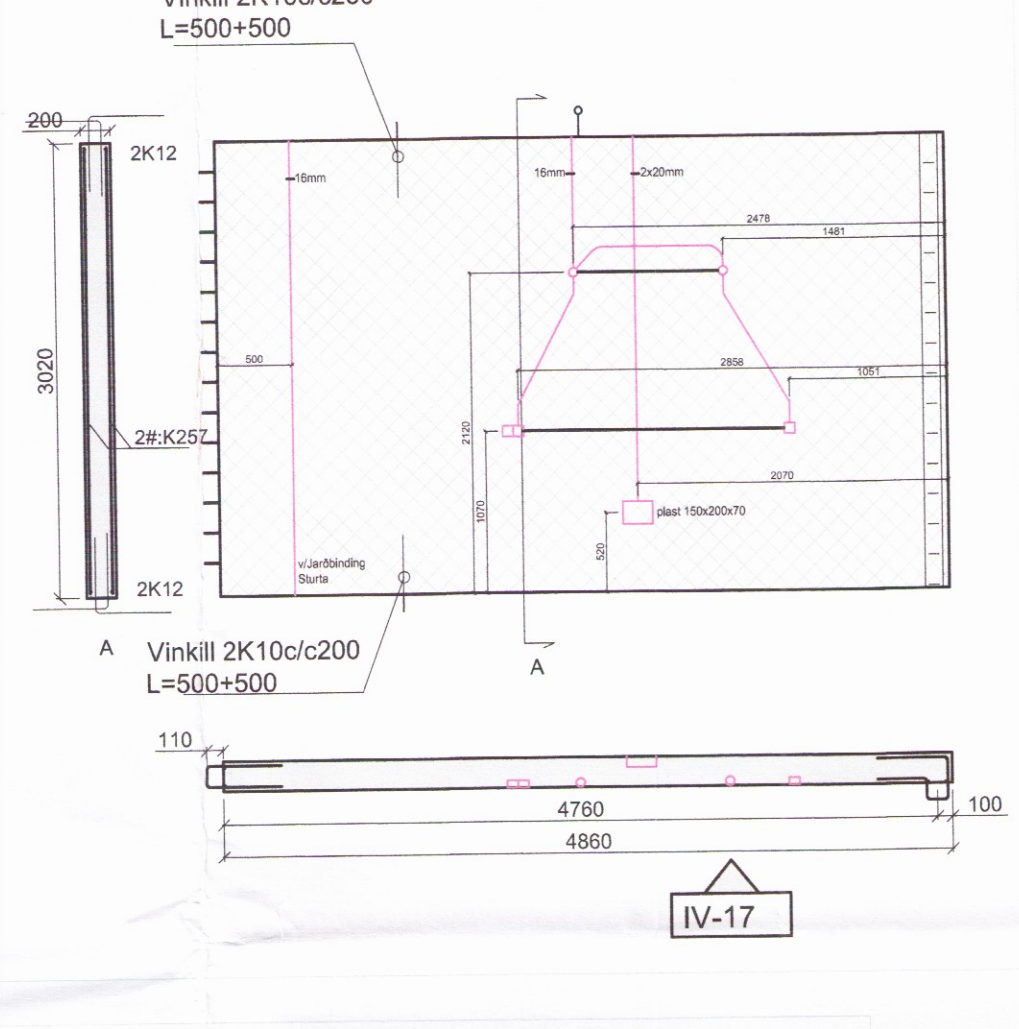 L=500+500
200
2K12
16mm
16mm
2x20mm
2478
1481
3020
500
2858
1051
2#:K257
2120
1070
2070
plast 150x200x70
520
v/Jarðbinding
Sturta
2K12
A
Vinkill 2K10c/c200
L=500+500
A
110
4760
100
4860
IV-17